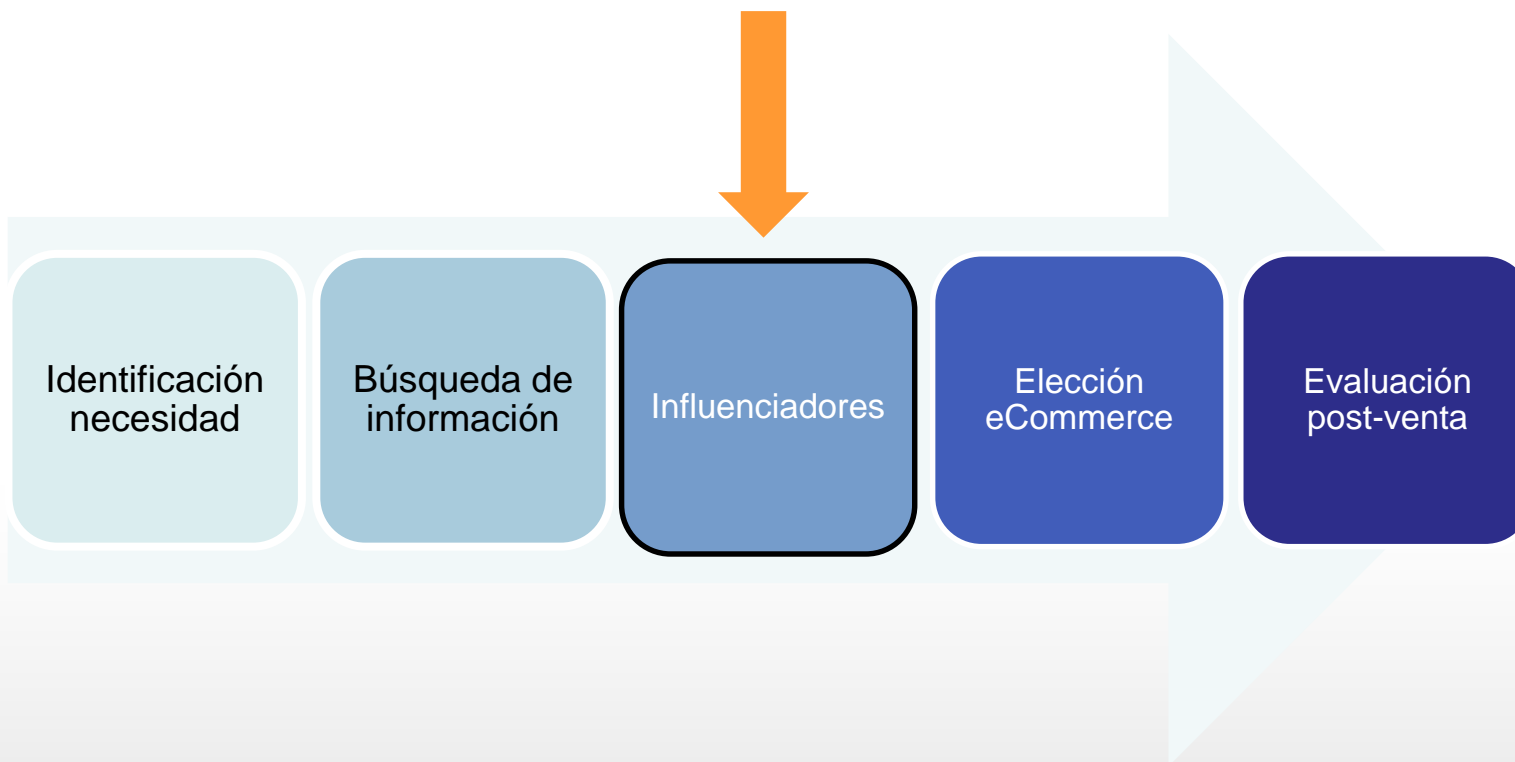 Identificación
necesidad
Búsqueda de
información
Influenciadores
Elección
eCommerce
Evaluación
post-venta